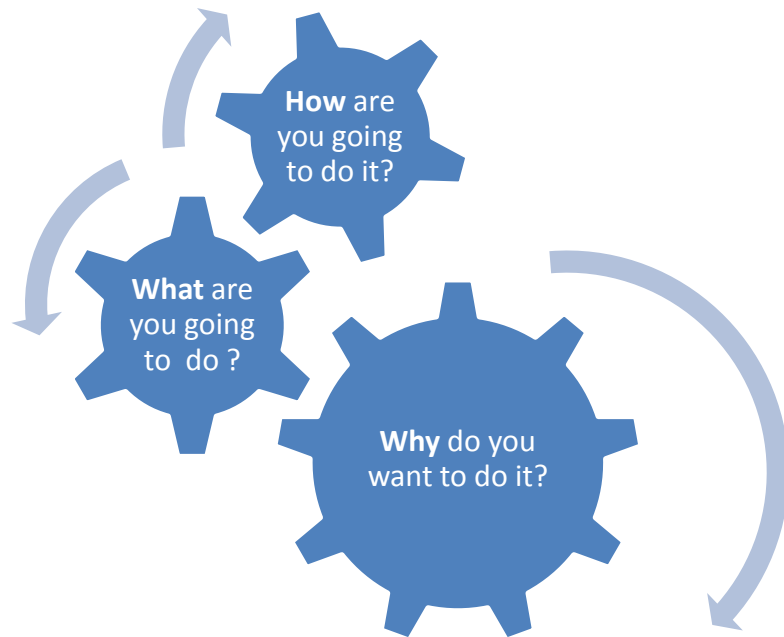 How are
you going
to do it?
What are
you going
to  do ?
Why do you
want to do it?